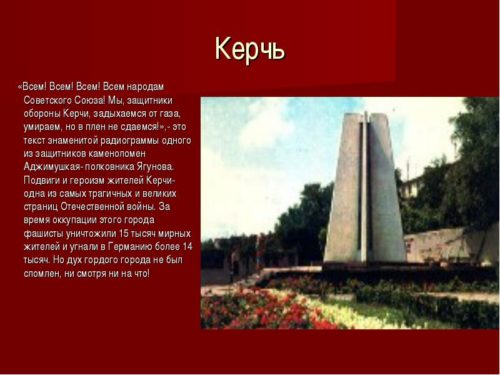 Керчь
«Всем! Всем! Всем! Всем народам
Советского Союза! Мы, защитники
обороны Керчи, задыхаемся от газа,
умираем, но в плен не сдаемся!»,- это
текст знаменитой радиограммы одного
из защитников каменоломен
Аджимушкая- полковника Ягунова.
Подвиги и героизм жителей Керчи-
одна из самых трагичных и великих
страниц Отечественной войны. За
время оккупации этого города
фашисты уничтожили 15 тысяч мирных
жителей и угнали в Германию более 14
тысяч. Но дух гордого города не был
сломлен, ни смотря ни на что!